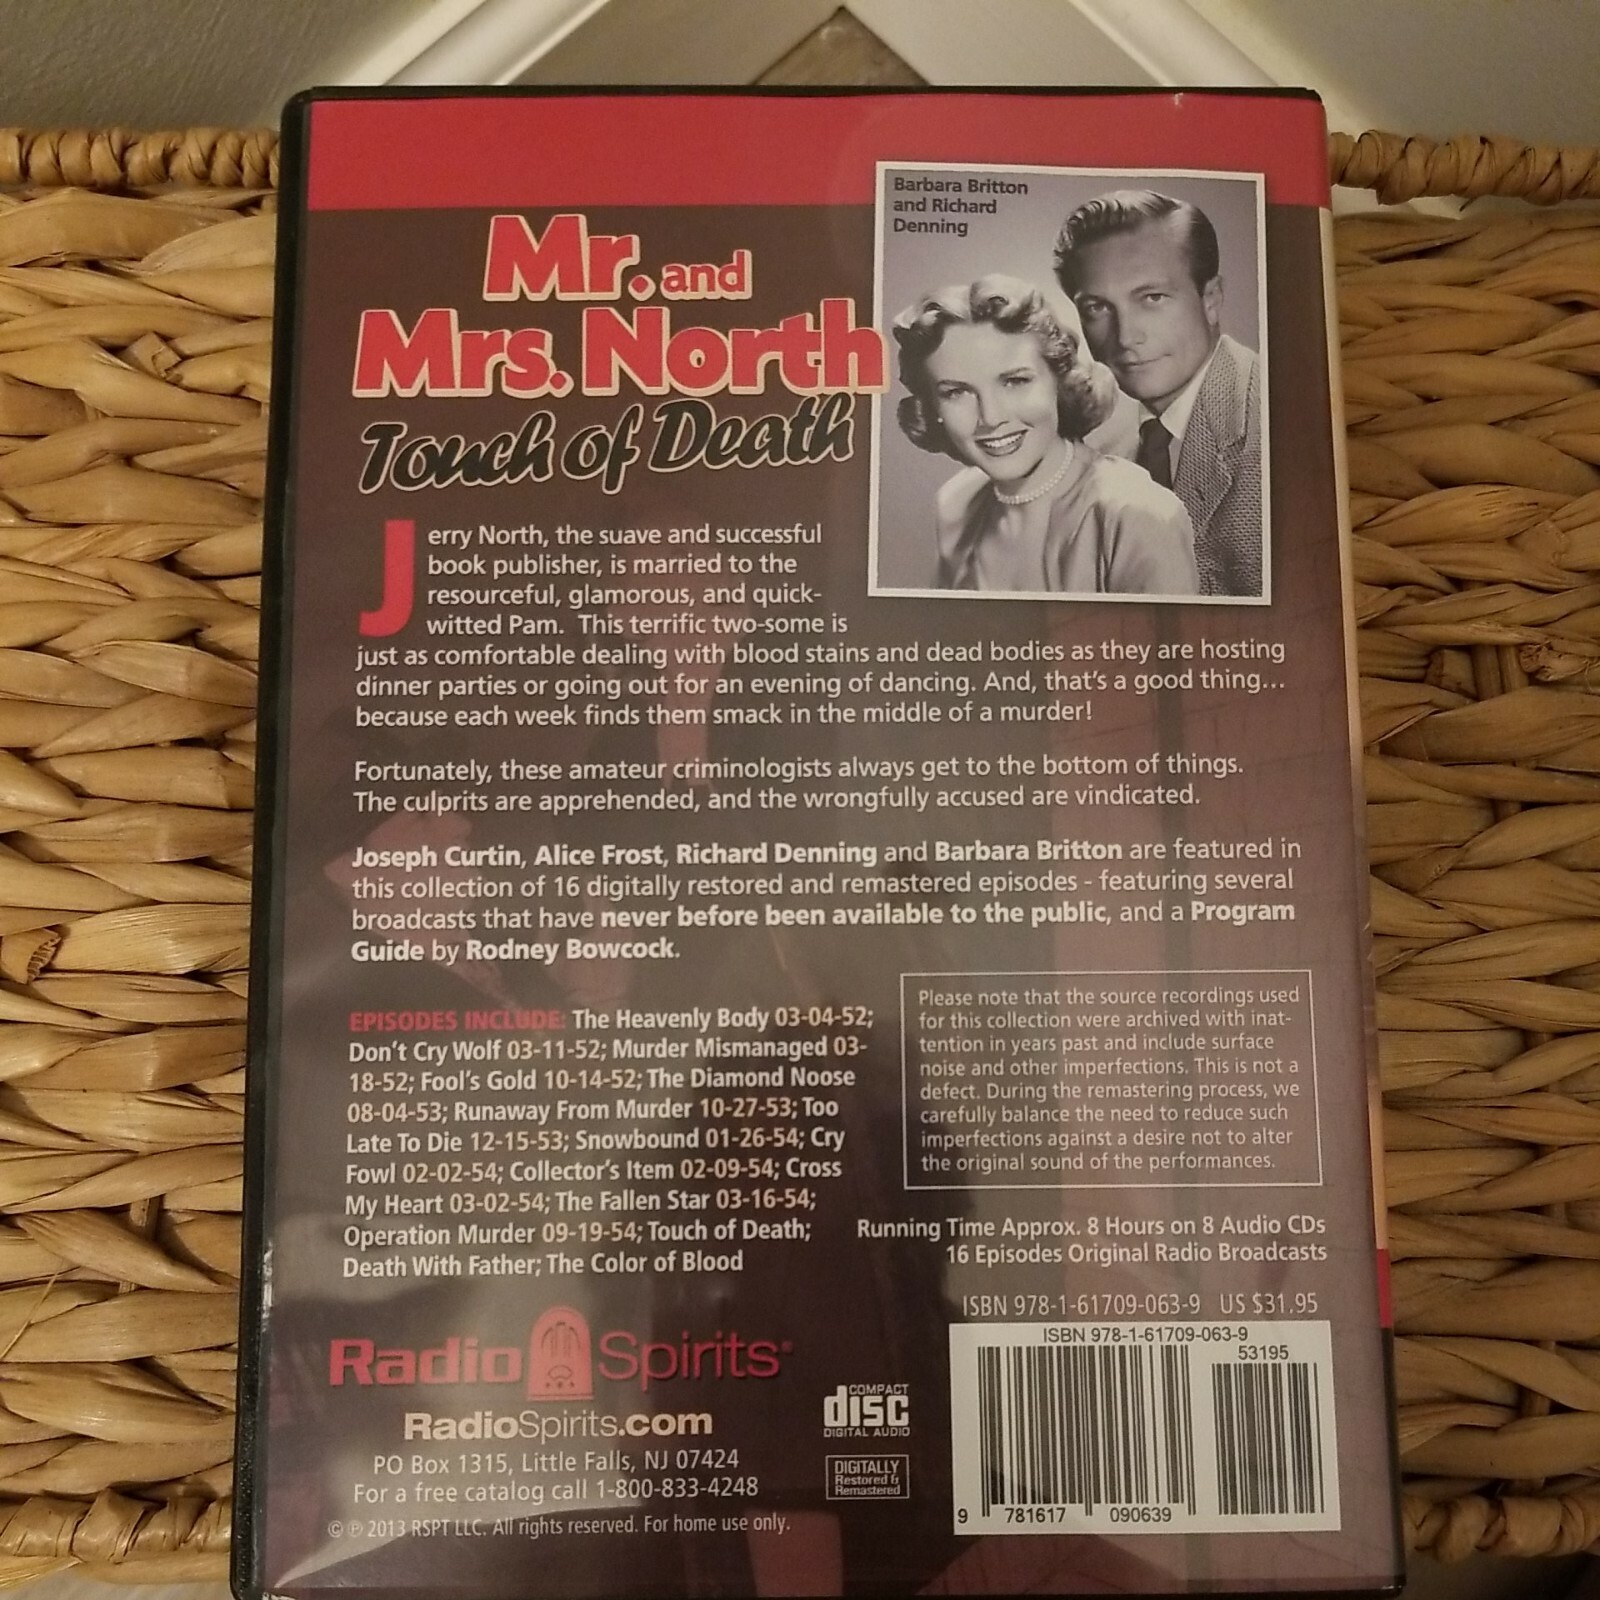 Barbara Britton
and Richard
Denning
Mr. and
Mrs. North
Touch of Death
Jerry North, the suave and successful
book publisher, is married to the
resourceful, glamorous, and quick-
witted Pam. This terrific two-some is
just as comfortable dealing with blood stains and dead bodies as they are hosting
dinner parties or going out for an evening of dancing. And, that's a good thing...
because each week finds them smack in the middle of a murder!
Fortunately, these amateur criminologists always get to the bottom of things.
The culprits are apprehended, and the wrongfully accused are vindicated.
Joseph Curtin, Alice Frost, Richard Denning and Barbara Britton are featured in
this collection of 16 digitally restored and remastered episodes - featuring several
broadcasts that have never before been available to the public, and a Program
Guide by Rodney Bowcock.
EPISODES INCLUDE: The Heavenly Body 03-04-52;
Don't Cry Wolf 03-11-52; Murder Mismanaged 03-
18-52; Fool's Gold 10-14-52; The Diamond Noose
08-04-53; Runaway From Murder 10-27-53; Too
Late To Die 12-15-53; Snowbound 01-26-54; Cry
Fowl 02-02-54; Collector's Item 02-09-54; Cross
My Heart 03-02-54; The Fallen Star 03-16-54;
Operation Murder 09-19-54; Touch of Death;
Death With Father; The Color of Blood
Please note that the source recordings used
for this collection were archived with inat-
tention in years past and include surface
noise and other imperfections. This is not a
defect. During the remastering process, we
carefully balance the need to reduce such
imperfections against a desire not to alter
the original sound of the performances.
Running Time Approx. 8 Hours on 8 Audio CDs
16 Episodes Original Radio Broadcasts
ISBN 978-1-61709-063-9 US $31.95
ISBN 978-1-61709-063-9
53195
9 781617 090639
Radio Spirits®
RadioSpirits.com
PO Box 1315, Little Falls, NJ 07424
For a free catalog call 1-800-833-4248
© ℗ 2013 RSPT LLC. All rights reserved. For home use only.
COMPACT
disc
DIGITAL AUDIO
DIGITALLY
Restored &
Remastered